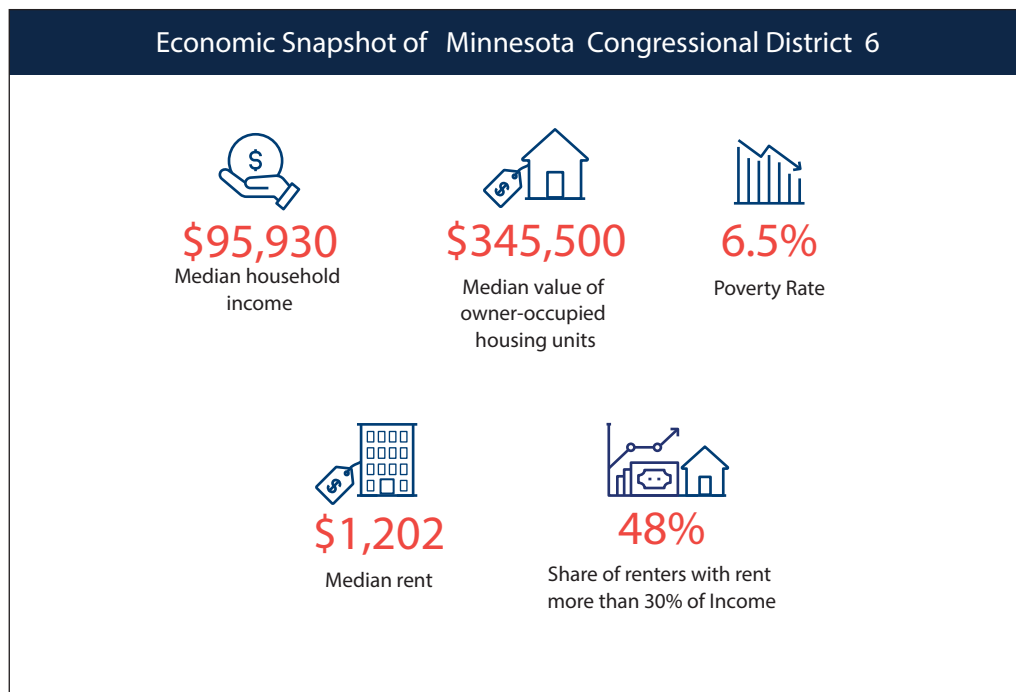 Economic Snapshot of Minnesota Congressional District 6
$
$
$95,930
Median household
income
$345,500
Median value of
owner-occupied
housing units
6.5%
Poverty Rate
$
$1,202
Median rent
48%
Share of renters with rent
more than 30% of Income